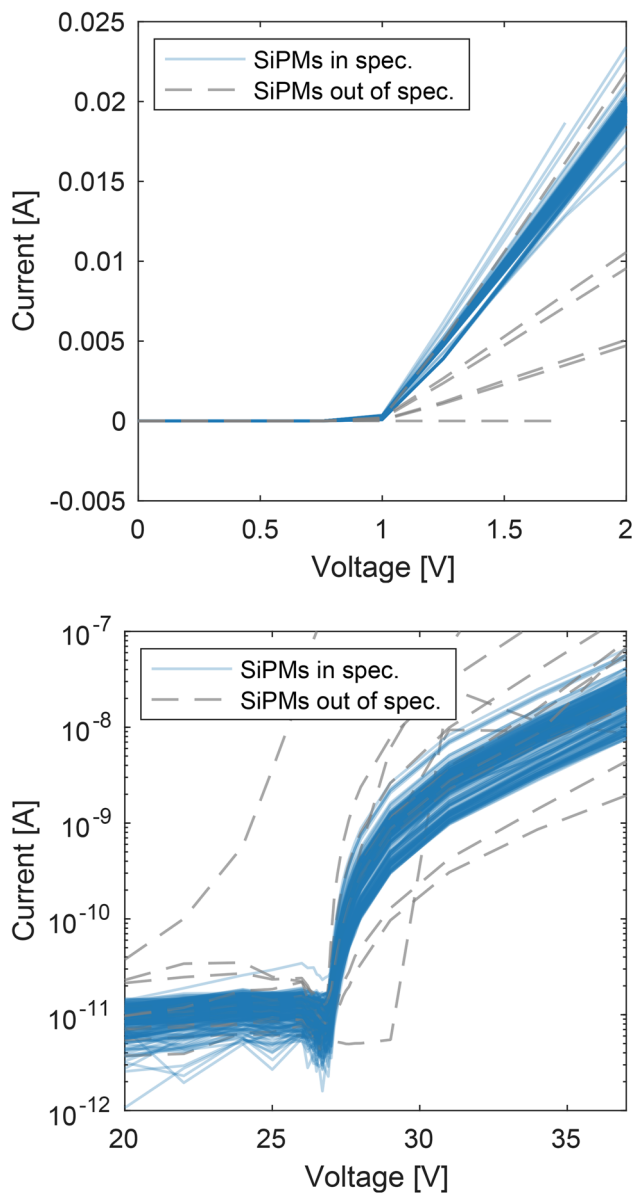 0.025
SiPMs in spec.
SiPMs out of spec.
0.02
0.015
0.01
0.005
0
-0.005
Current [A]
0 0.5 1 1.5 2
Voltage [V]
10-7
SiPMs in spec.
SiPMs out of spec.
10-8
10-9
10-10
10-11
10-12
Current [A]
20 25 30 35
Voltage [V]